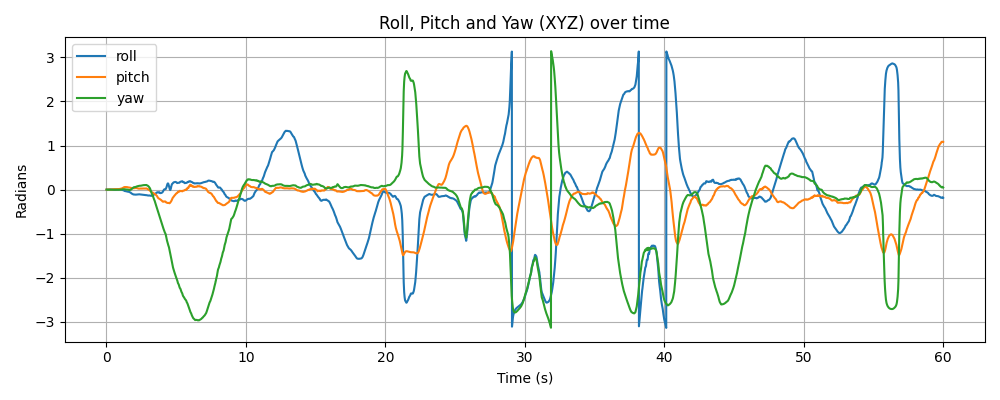 Roll, Pitch and Yaw (XYZ) over time
roll
pitch
yaw
Radians
3
2
1
0
−1
−2
−3
0
10
20
30
40
50
60
Time (s)